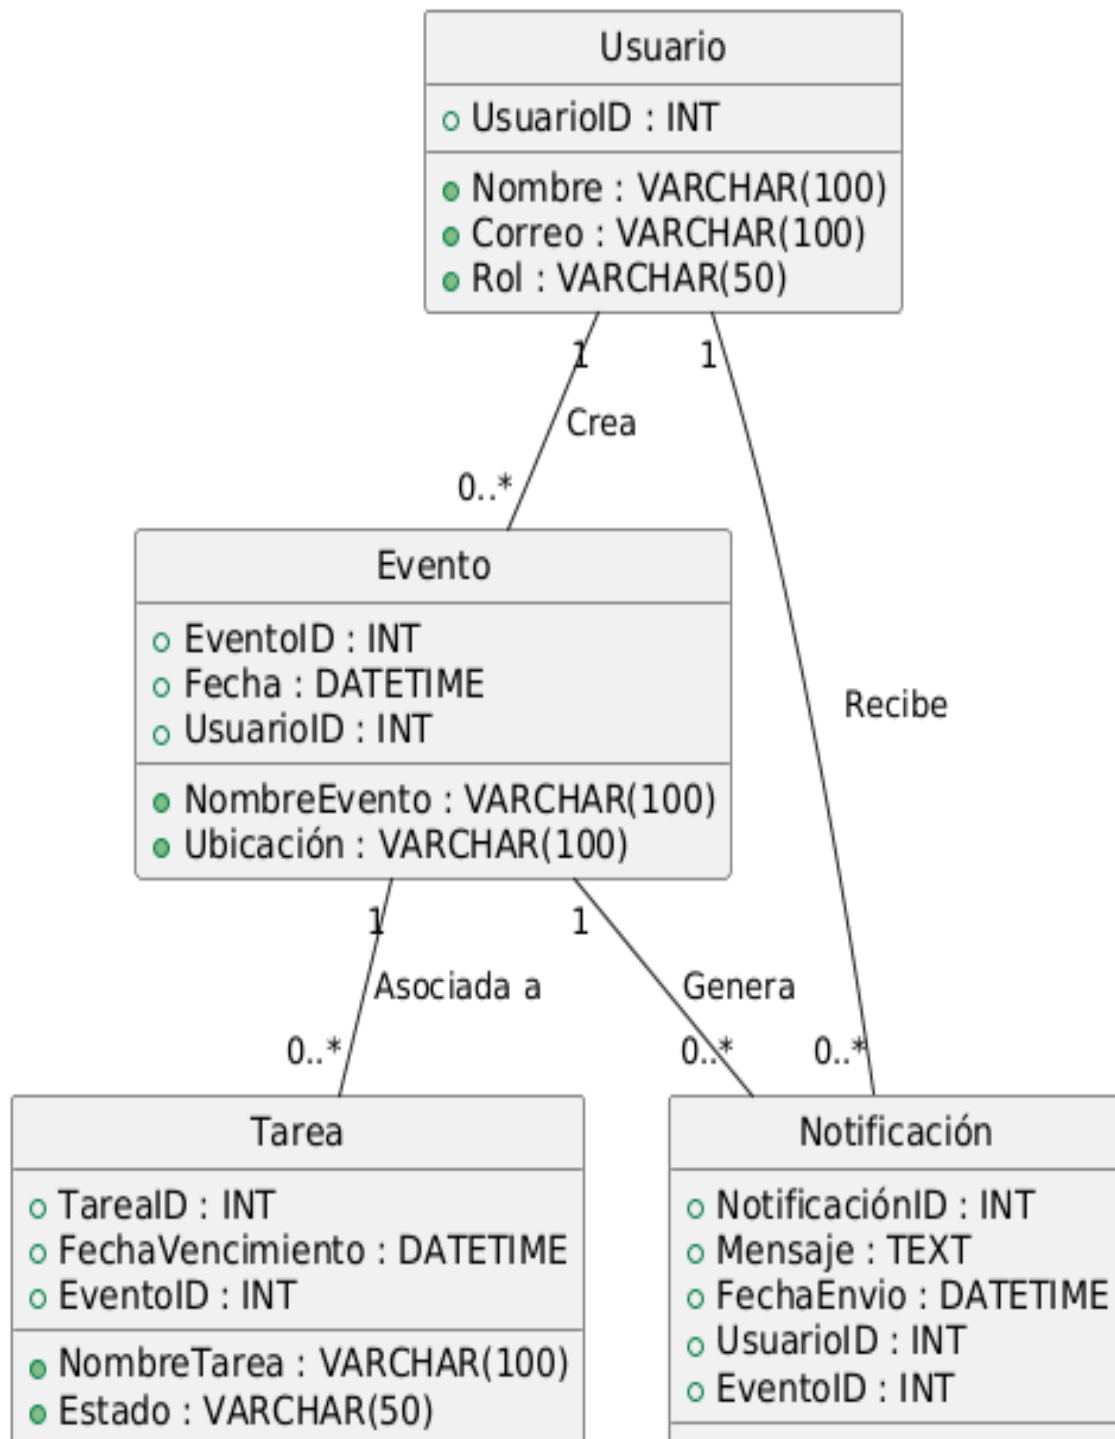 Usuario
UsuarioID : INT
Nombre : VARCHAR(100)
Correo : VARCHAR(100)
Rol : VARCHAR(50)
1
1
Crea
0..*
Evento
EventoID : INT
Fecha : DATETIME
UsuarioID : INT
NombreEvento : VARCHAR(100)
Ubicación : VARCHAR(100)
Recibe
1
1
Asociada a
Genera
0..*
0..*
0..*
Tarea
TareaID : INT
FechaVencimiento : DATETIME
EventoID : INT
NombreTarea : VARCHAR(100)
Estado : VARCHAR(50)
Notificación
NotificaciónID : INT
Mensaje : TEXT
FechaEnvio : DATETIME
UsuarioID : INT
EventoID : INT